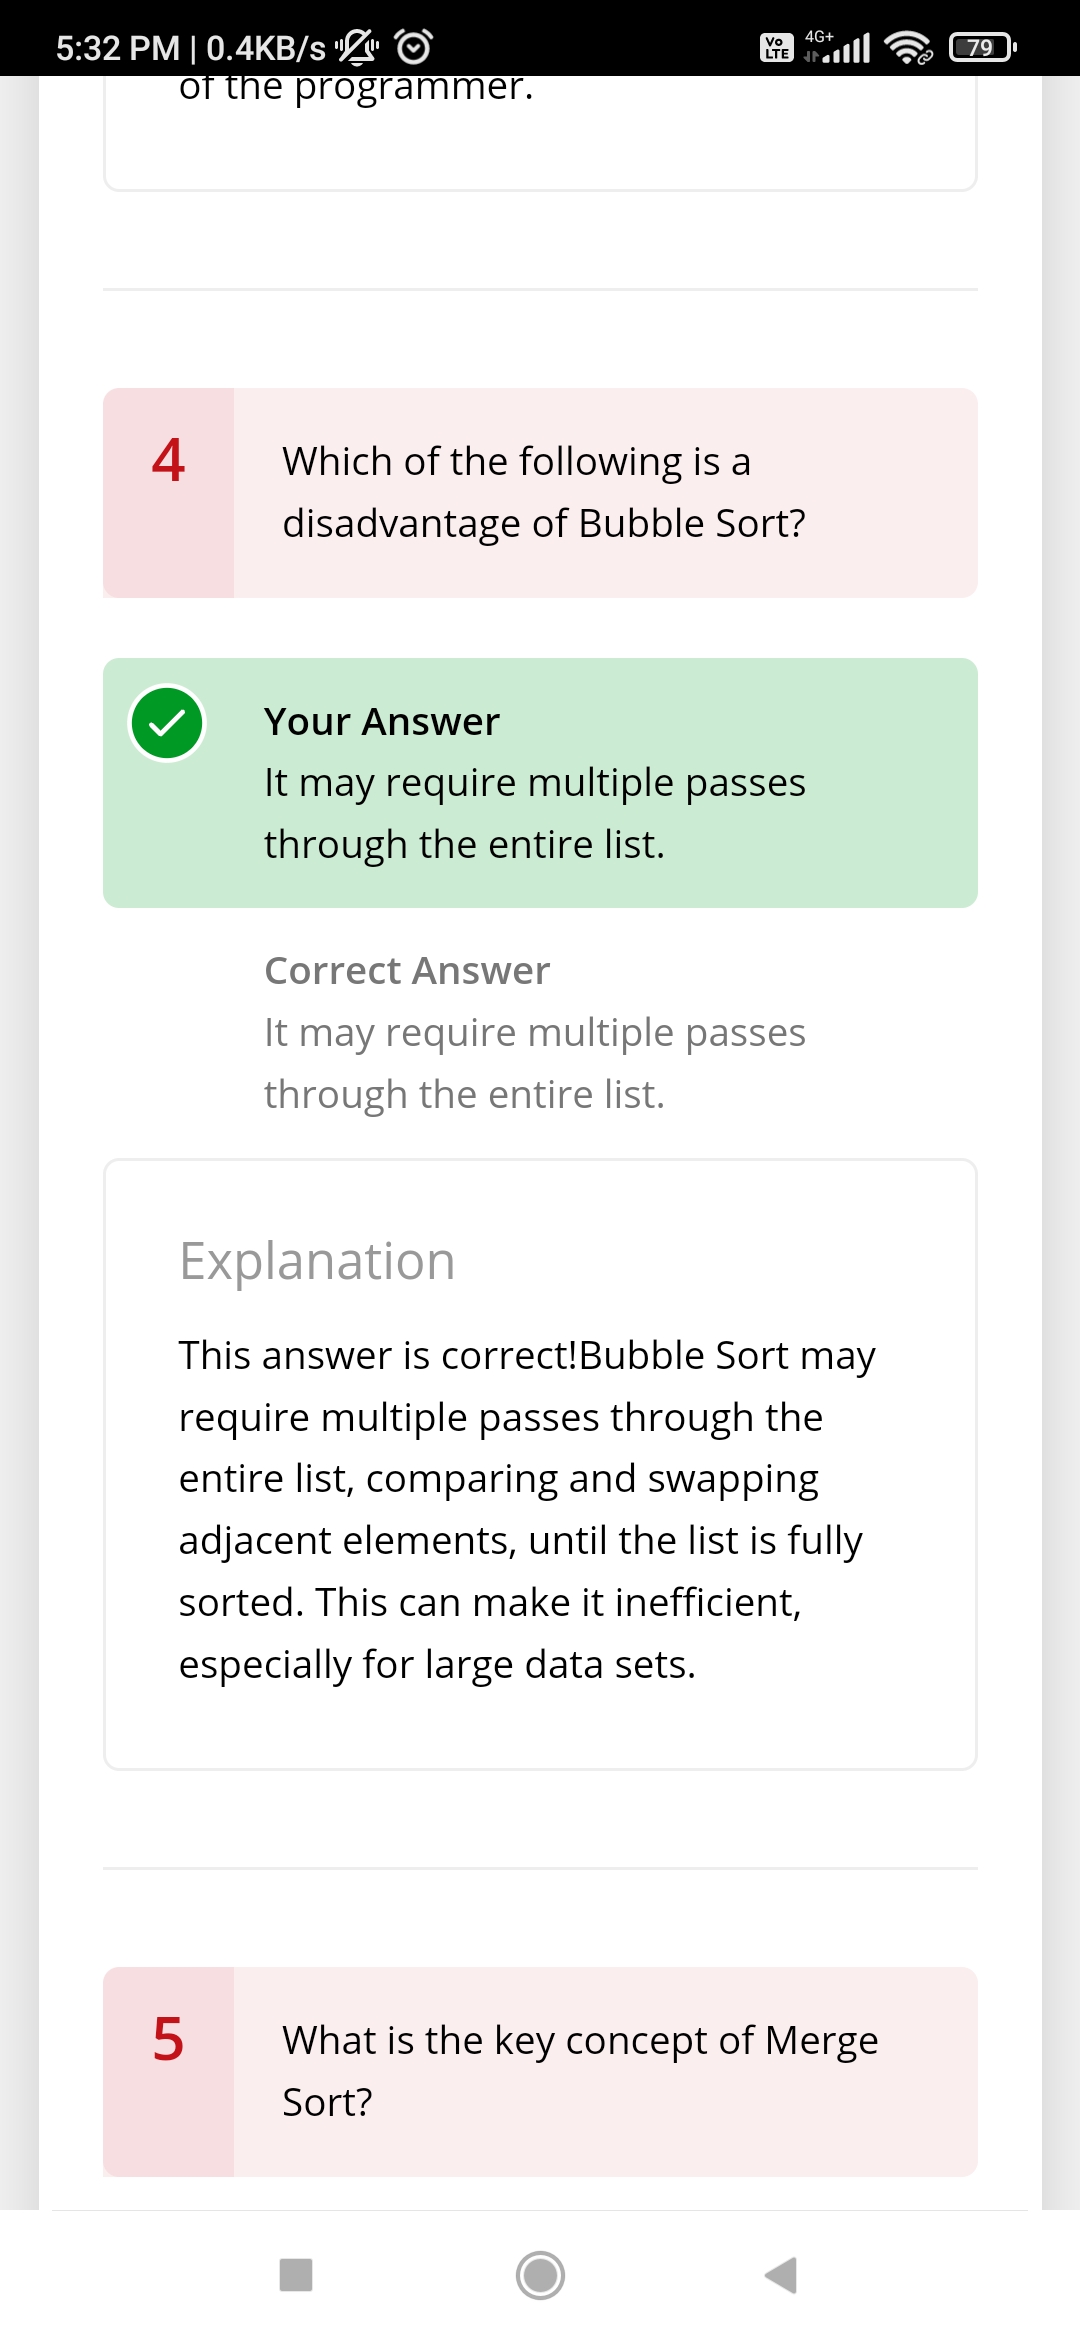 5:32 PM | 0.4KB/s Vo LTE 4G+ 79
of the programmer.
4
Which of the following is a
disadvantage of Bubble Sort?
Your Answer
It may require multiple passes
through the entire list.
Correct Answer
It may require multiple passes
through the entire list.
Explanation
This answer is correct!Bubble Sort may
require multiple passes through the
entire list, comparing and swapping
adjacent elements, until the list is fully
sorted. This can make it inefficient,
especially for large data sets.
5
What is the key concept of Merge
Sort?